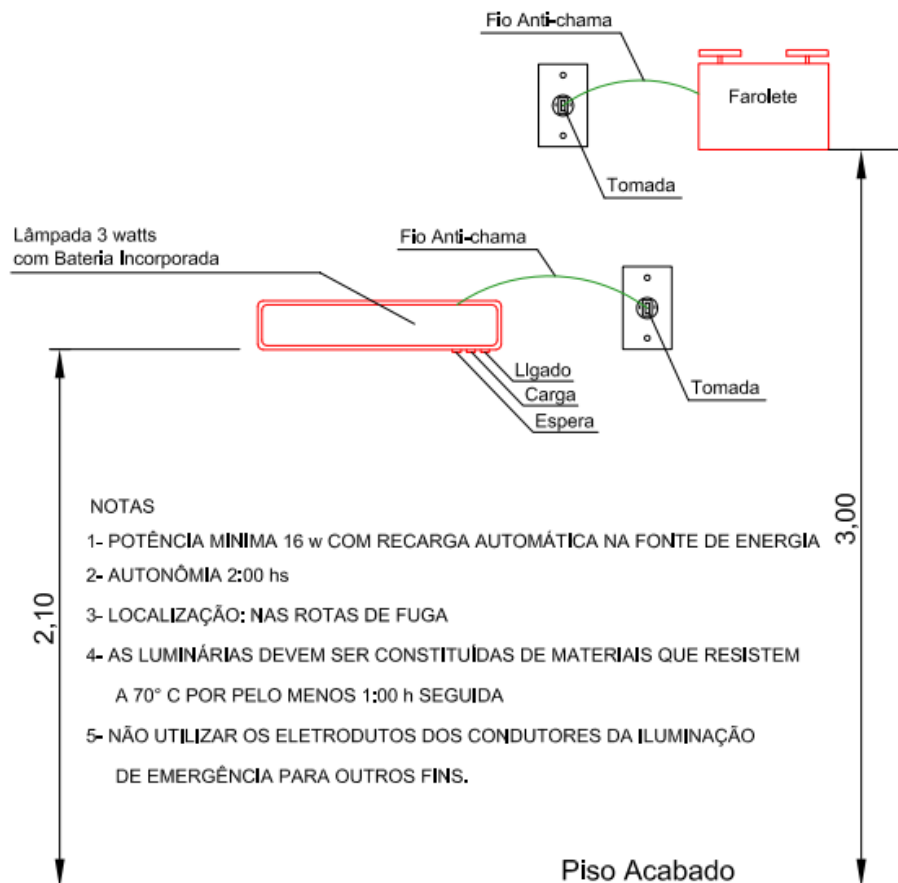 Fio Anti-chama
Farolete
Tomada
Lâmpada 3 watts
com Bateria Incorporada
Fio Anti-chama
LIgado
Carga
Espera
Tomada
NOTAS
1- POTÊNCIA MINIMA 16 w COM RECARGA AUTOMÁTICA NA FONTE DE ENERGIA
2- AUTONÔMIA 2:00 hs
3- LOCALIZAÇÃO: NAS ROTAS DE FUGA
4- AS LUMINÁRIAS DEVEM SER CONSTITUÍDAS DE MATERIAIS QUE RESISTEM
A 70° C POR PELO MENOS 1:00 h SEGUIDA
5- NÃO UTILIZAR OS ELETRODUTOS DOS CONDUTORES DA ILUMINAÇÃO
DE EMERGÊNCIA PARA OUTROS FINS.
2,10
3,00
Piso Acabado